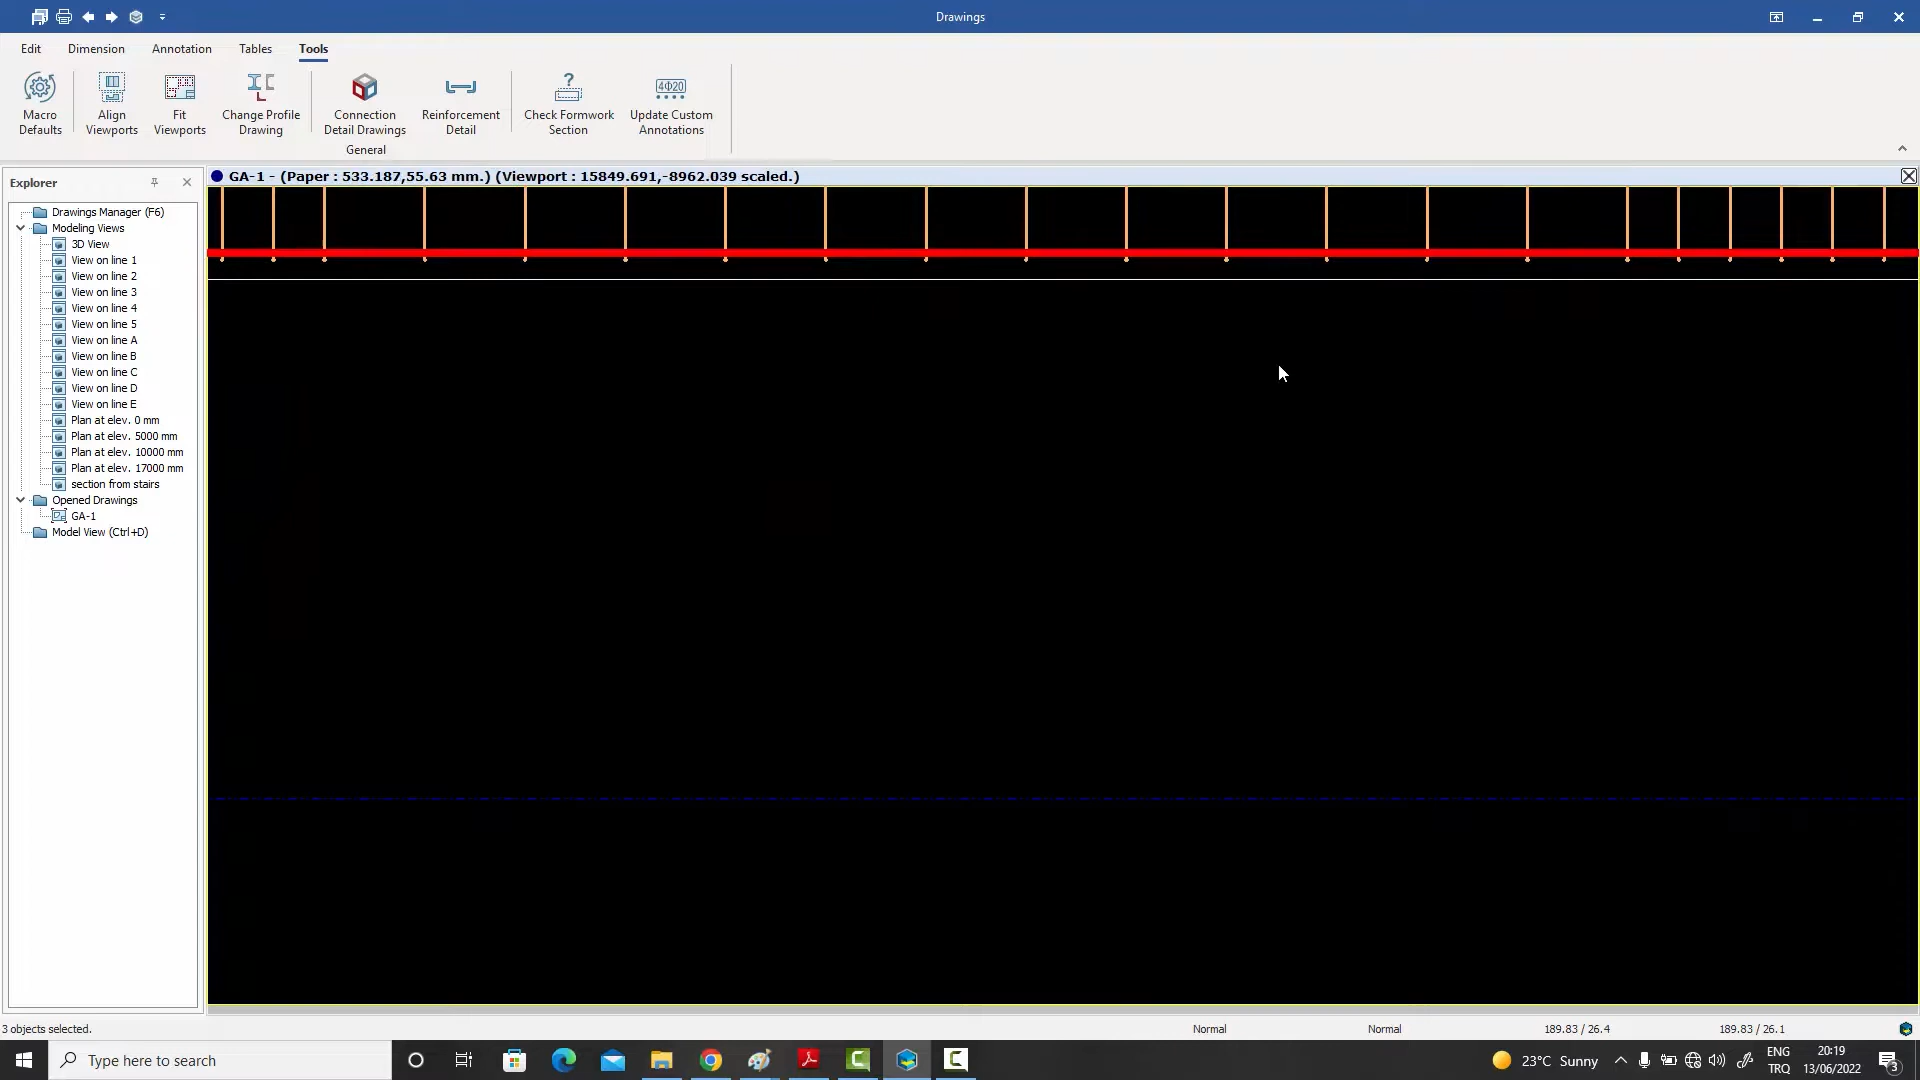 Drawings
Edit Dimension Annotation Tables Tools
Macro Defaults
Align Viewports
Fit Viewports
Change Profile Drawing
Connection Detail Drawings
Reinforcement Detail
Check Formwork Section
4Φ20
Update Custom Annotations
General
Explorer
GA-1 - (Paper : 533.187,55.63 mm.) (Viewport : 15849.691,-8962.039 scaled.)
Drawings Manager (F6)
Modeling Views
3D View
View on line 1
View on line 2
View on line 3
View on line 4
View on line 5
View on line A
View on line B
View on line C
View on line D
View on line E
Plan at elev. 0 mm
Plan at elev. 5000 mm
Plan at elev. 10000 mm
Plan at elev. 17000 mm
section from stairs
Opened Drawings
GA-1
Model View (Ctrl+D)
3 objects selected.
Normal Normal 189.83 / 26.4 189.83 / 26.1
Type here to search
23°C Sunny
ENG
TRQ
20:19
13/06/2022
3